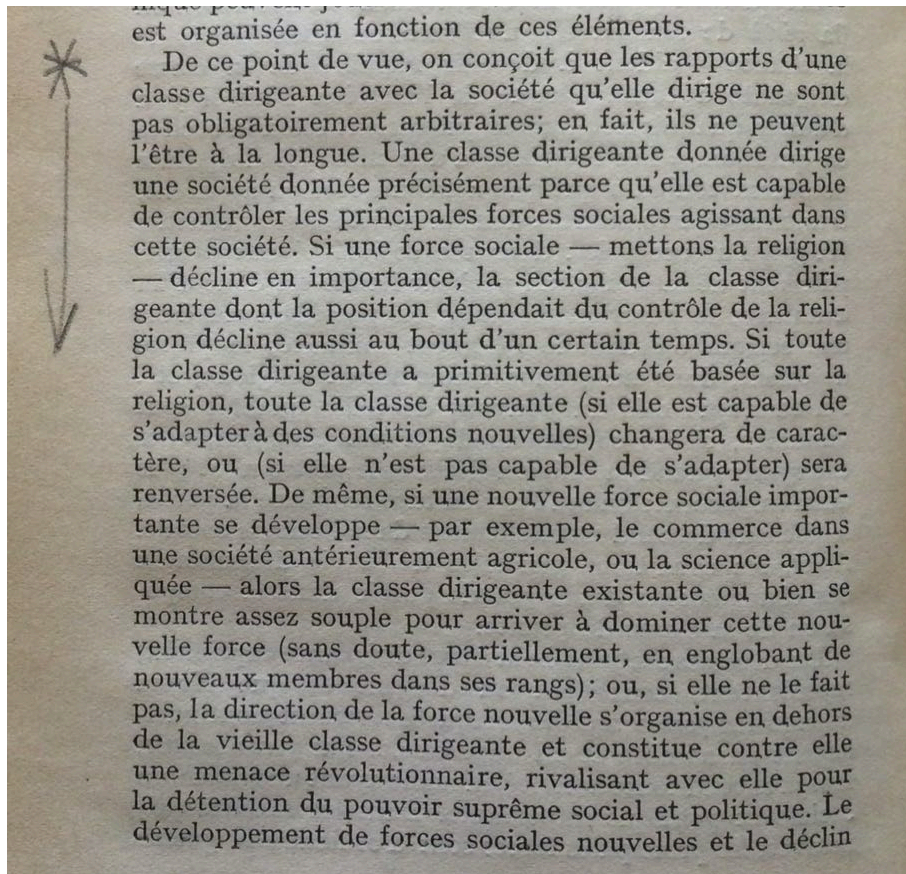 est organisée en fonction de ces éléments.
De ce point de vue, on conçoit que les rapports d'une
classe dirigeante avec la société qu'elle dirige ne sont
pas obligatoirement arbitraires; en fait, ils ne peuvent
l'être à la longue. Une classe dirigeante donnée dirige
une société donnée précisément parce qu'elle est capable
de contrôler les principales forces sociales agissant dans
cette société. Si une force sociale — mettons la religion
— décline en importance, la section de la classe diri-
geante dont la position dépendait du contrôle de la reli-
gion décline aussi au bout d'un certain temps. Si toute
la classe dirigeante a primitivement été basée sur la
religion, toute la classe dirigeante (si elle est capable de
s'adapter à des conditions nouvelles) changera de carac-
tère, ou (si elle n'est pas capable de s'adapter) sera
renversée. De même, si une nouvelle force sociale impor-
tante se développe — par exemple, le commerce dans
une société antérieurement agricole, ou la science appli-
quée — alors la classe dirigeante existante ou bien se
montre assez souple pour arriver à dominer cette nou-
velle force (sans doute, partiellement, en englobant de
nouveaux membres dans ses rangs); ou, si elle ne le fait
pas, la direction de la force nouvelle s'organise en dehors
de la vieille classe dirigeante et constitue contre elle
une menace révolutionnaire, rivalisant avec elle pour
la détention du pouvoir suprême social et politique. Le
développement de forces sociales nouvelles et le déclin